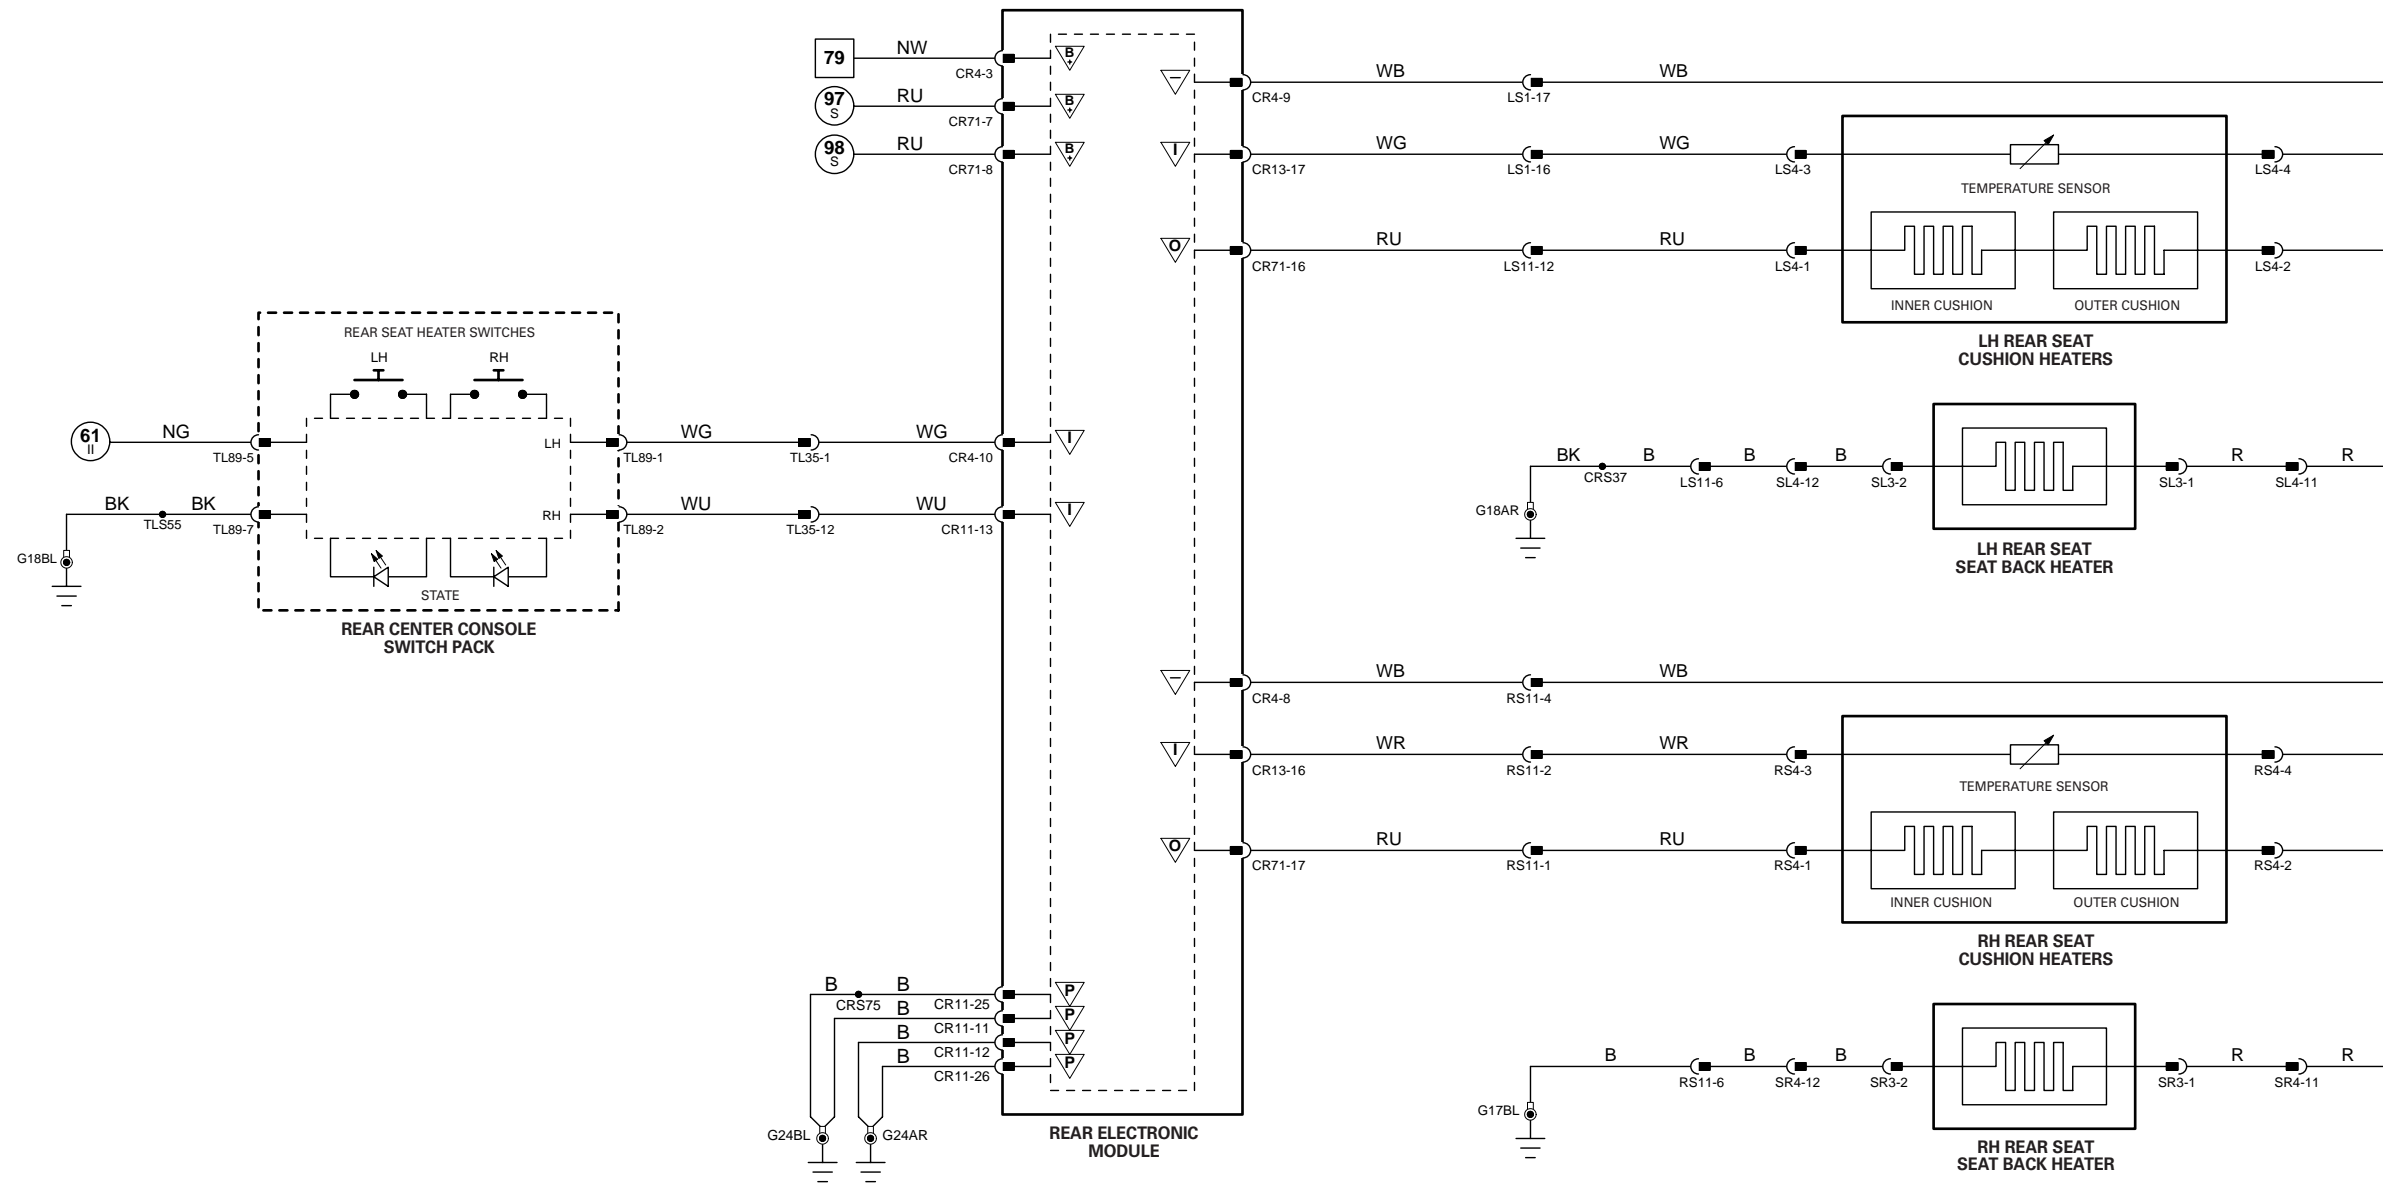 79
NW
CR4-3
B
+
97
S
RU
CR71-7
B
+
98
S
RU
CR71-8
B
+
–
CR4-9
WB
LS1-17
WB
I
CR13-17
WG
LS1-16
WG
LS4-3
TEMPERATURE SENSOR
LS4-4
O
CR71-16
RU
LS11-12
RU
LS4-1
INNER CUSHION
OUTER CUSHION
LS4-2
LH REAR SEAT
CUSHION HEATERS
REAR SEAT HEATER SWITCHES
LH
RH
61
II
NG
TL89-5
LH
TL89-1
WG
TL35-1
WG
CR4-10
I
G18BL
BK
TLS55
BK
TL89-7
RH
TL89-2
WU
TL35-12
WU
CR11-13
I
STATE
REAR CENTER CONSOLE
SWITCH PACK
G18AR
BK
CRS37
B
LS11-6
B
SL4-12
B
SL3-2
SL3-1
R
SL4-11
R
LH REAR SEAT
SEAT BACK HEATER
–
CR4-8
WB
RS11-4
WB
I
CR13-16
WR
RS11-2
WR
RS4-3
TEMPERATURE SENSOR
RS4-4
O
CR71-17
RU
RS11-1
RU
RS4-1
INNER CUSHION
OUTER CUSHION
RS4-2
RH REAR SEAT
CUSHION HEATERS
B
CRS75
B
CR11-25
P
B
CR11-11
P
B
CR11-12
P
B
CR11-26
P
G24BL
G24AR
REAR ELECTRONIC
MODULE
G17BL
B
RS11-6
B
SR4-12
B
SR3-2
SR3-1
R
SR4-11
R
RH REAR SEAT
SEAT BACK HEATER